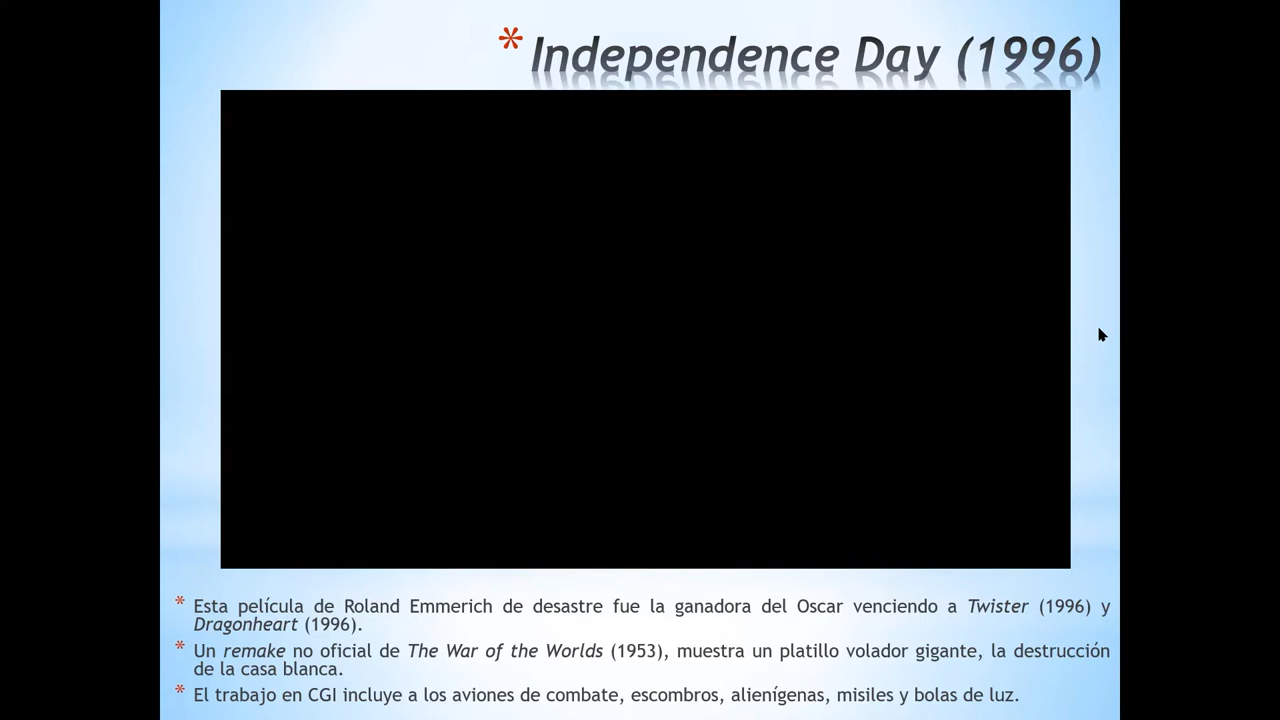 * Independence Day (1996)
* Esta película de Roland Emmerich de desastre fue la ganadora del Oscar venciendo a Twister (1996) y
Dragonheart (1996).
* Un remake no oficial de The War of the Worlds (1953), muestra un platillo volador gigante, la destrucción
de la casa blanca.
* El trabajo en CGI incluye a los aviones de combate, escombros, alienígenas, misiles y bolas de luz.